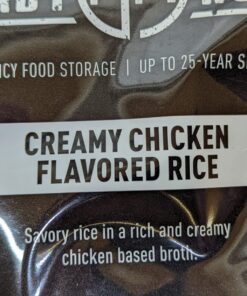 FOOD STORAGE | UP TO 25-YEAR
CREAMY CHICKEN
FLAVORED RICE
Savory rice in a rich and creamy
chicken based broth.